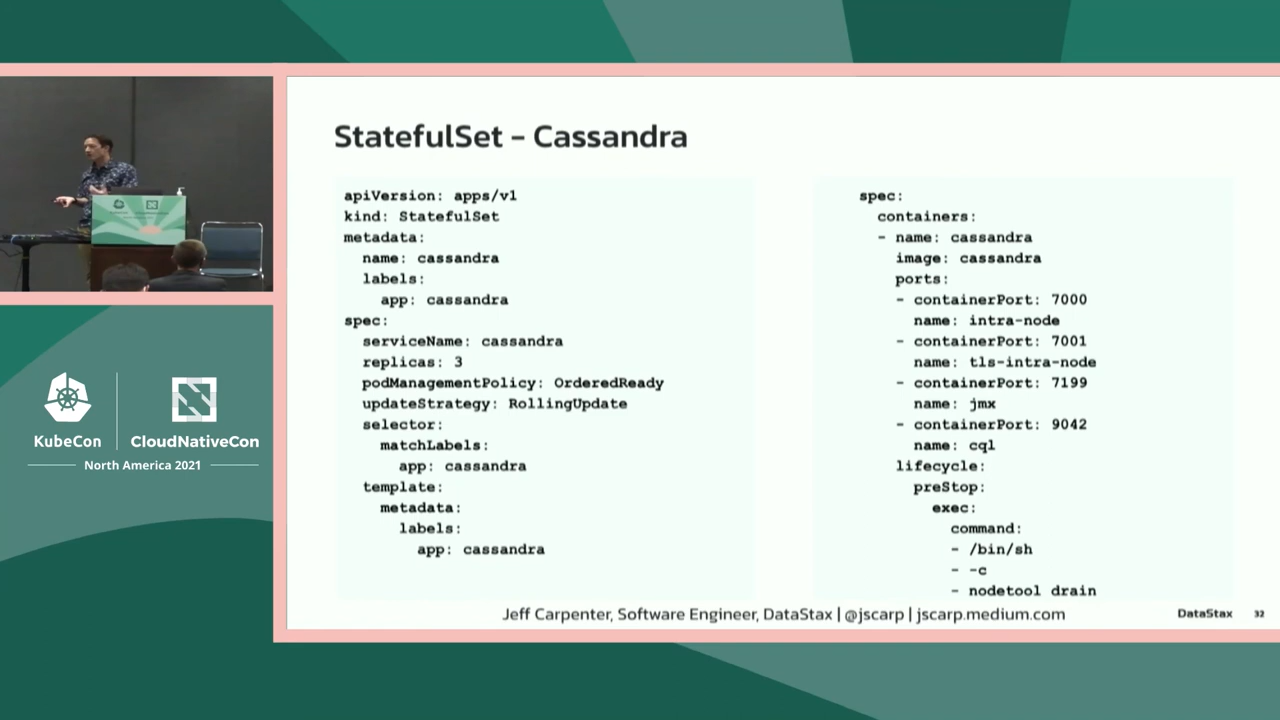 StatefulSet – Cassandra
apiVersion: apps/v1
kind: StatefulSet
metadata:
  name: cassandra
  labels:
    app: cassandra
spec:
  serviceName: cassandra
  replicas: 3
  podManagementPolicy: OrderedReady
  updateStrategy: RollingUpdate
  selector:
    matchLabels:
      app: cassandra
  template:
    metadata:
      labels:
        app: cassandra
spec:
  containers:
  - name: cassandra
    image: cassandra
    ports:
    - containerPort: 7000
      name: intra-node
    - containerPort: 7001
      name: tls-intra-node
    - containerPort: 7199
      name: jmx
    - containerPort: 9042
      name: cql
    lifecycle:
      preStop:
        exec:
          command:
          - /bin/sh
          - -c
          - nodetool drain
Jeff Carpenter, Software Engineer, DataStax | @jscarp | jscarp.medium.com
DataStax 32
KubeCon CloudNativeCon
North America 2021